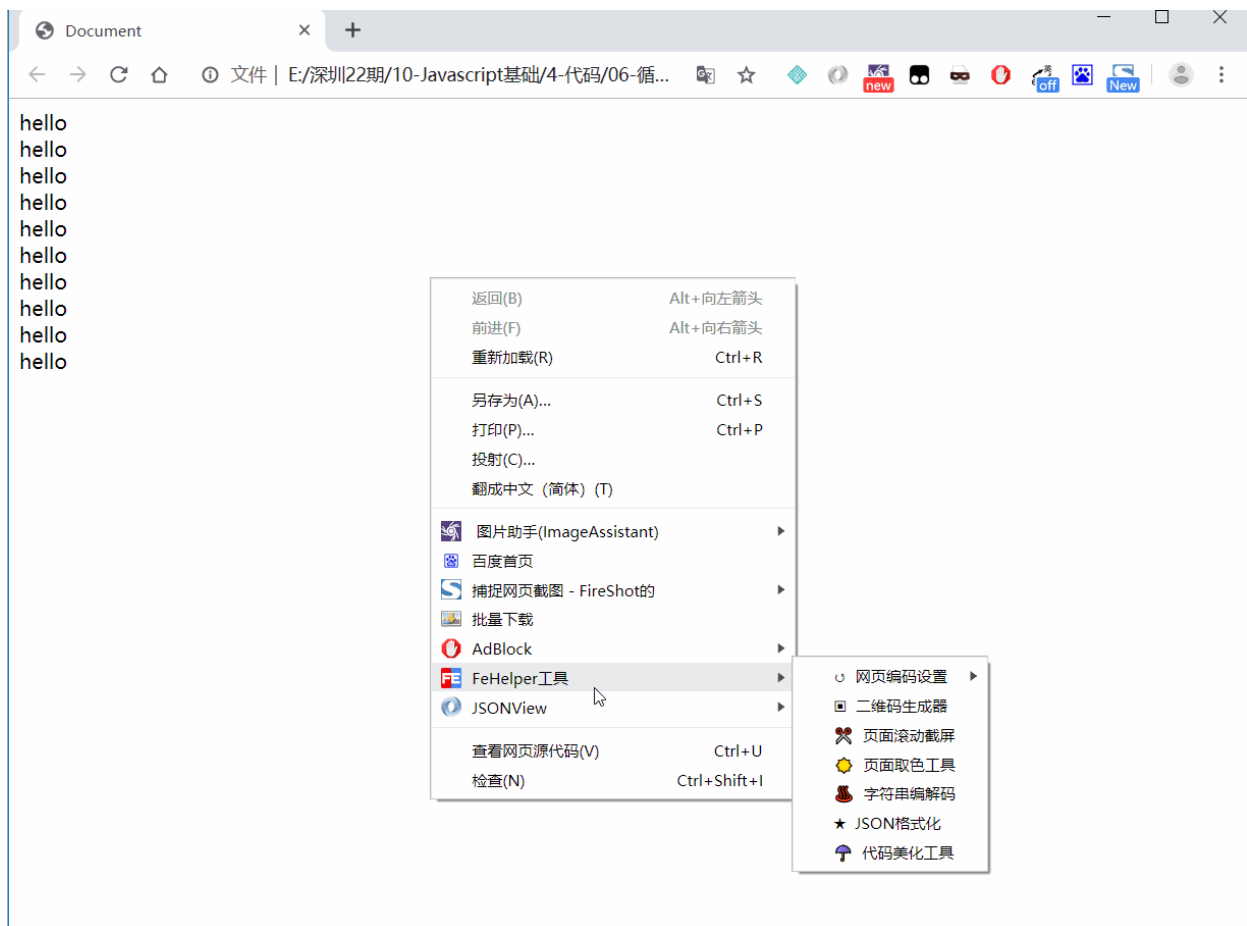 Document
文件 | E:/深圳22期/10-Javascript基础/4-代码/06-循...
new
off
New
hello
hello
hello
hello
hello
hello
hello
hello
hello
hello
返回(B) Alt+向左箭头
前进(F) Alt+向右箭头
重新加载(R) Ctrl+R
另存为(A)... Ctrl+S
打印(P)... Ctrl+P
投射(C)...
翻成中文（简体）(T)
图片助手(ImageAssistant)
百度首页
捕捉网页截图 - FireShot的
批量下载
AdBlock
FeHelper工具
JSONView
查看网页源代码(V) Ctrl+U
检查(N) Ctrl+Shift+I
网页编码设置
二维码生成器
页面滚动截屏
页面取色工具
字符串编解码
JSON格式化
代码美化工具